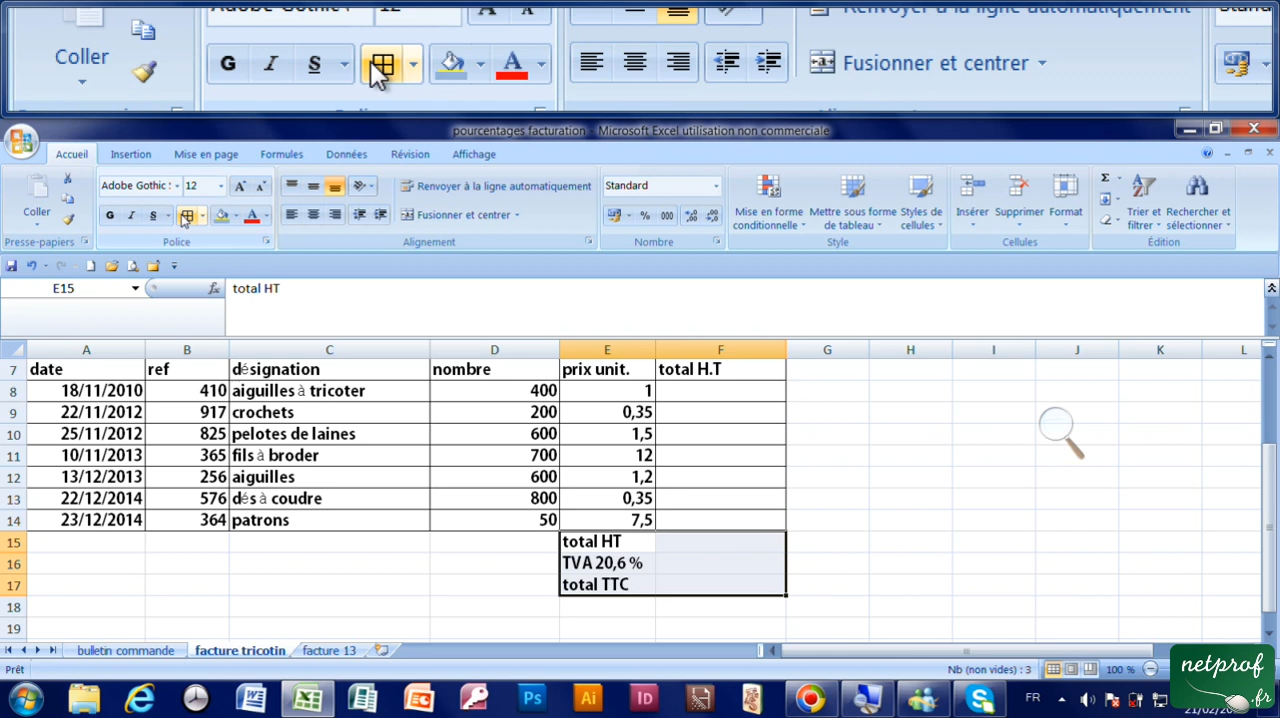 Coller
G I S
Renvoyer à la ligne automatiquement
Fusionner et centrer
pourcentages facturation - Microsoft Excel utilisation non commerciale
Accueil Insertion Mise en page Formules Données Révision Affichage
Adobe Gothic S 12 Renvoyer à la ligne automatiquement Standard
Coller G I S A Fusionner et centrer % 000
Mise en forme conditionnelle Mettre sous forme de tableau Styles de cellules Insérer Supprimer Format Trier et filtrer Rechercher et sélectionner
Presse-papiers Police Alignement Nombre Style Cellules Édition
E15 fx total HT
A B C D E F G H I J K L
7 date ref désignation nombre prix unit. total H.T
8 18/11/2010 410 aiguilles à tricoter 400 1
9 22/11/2012 917 crochets 200 0,35
10 25/11/2012 825 pelotes de laines 600 1,5
11 10/11/2013 365 fils à broder 700 12
12 13/12/2013 256 aiguilles 600 1,2
13 22/12/2014 576 dés à coudre 800 0,35
14 23/12/2014 364 patrons 50 7,5
15 total HT
16 TVA 20,6 %
17 total TTC
18
19
bulletin commande facture tricotin facture 13
Prêt Nb (non vides) : 3 100 %
netprof.fr
Ps Ai ID FR